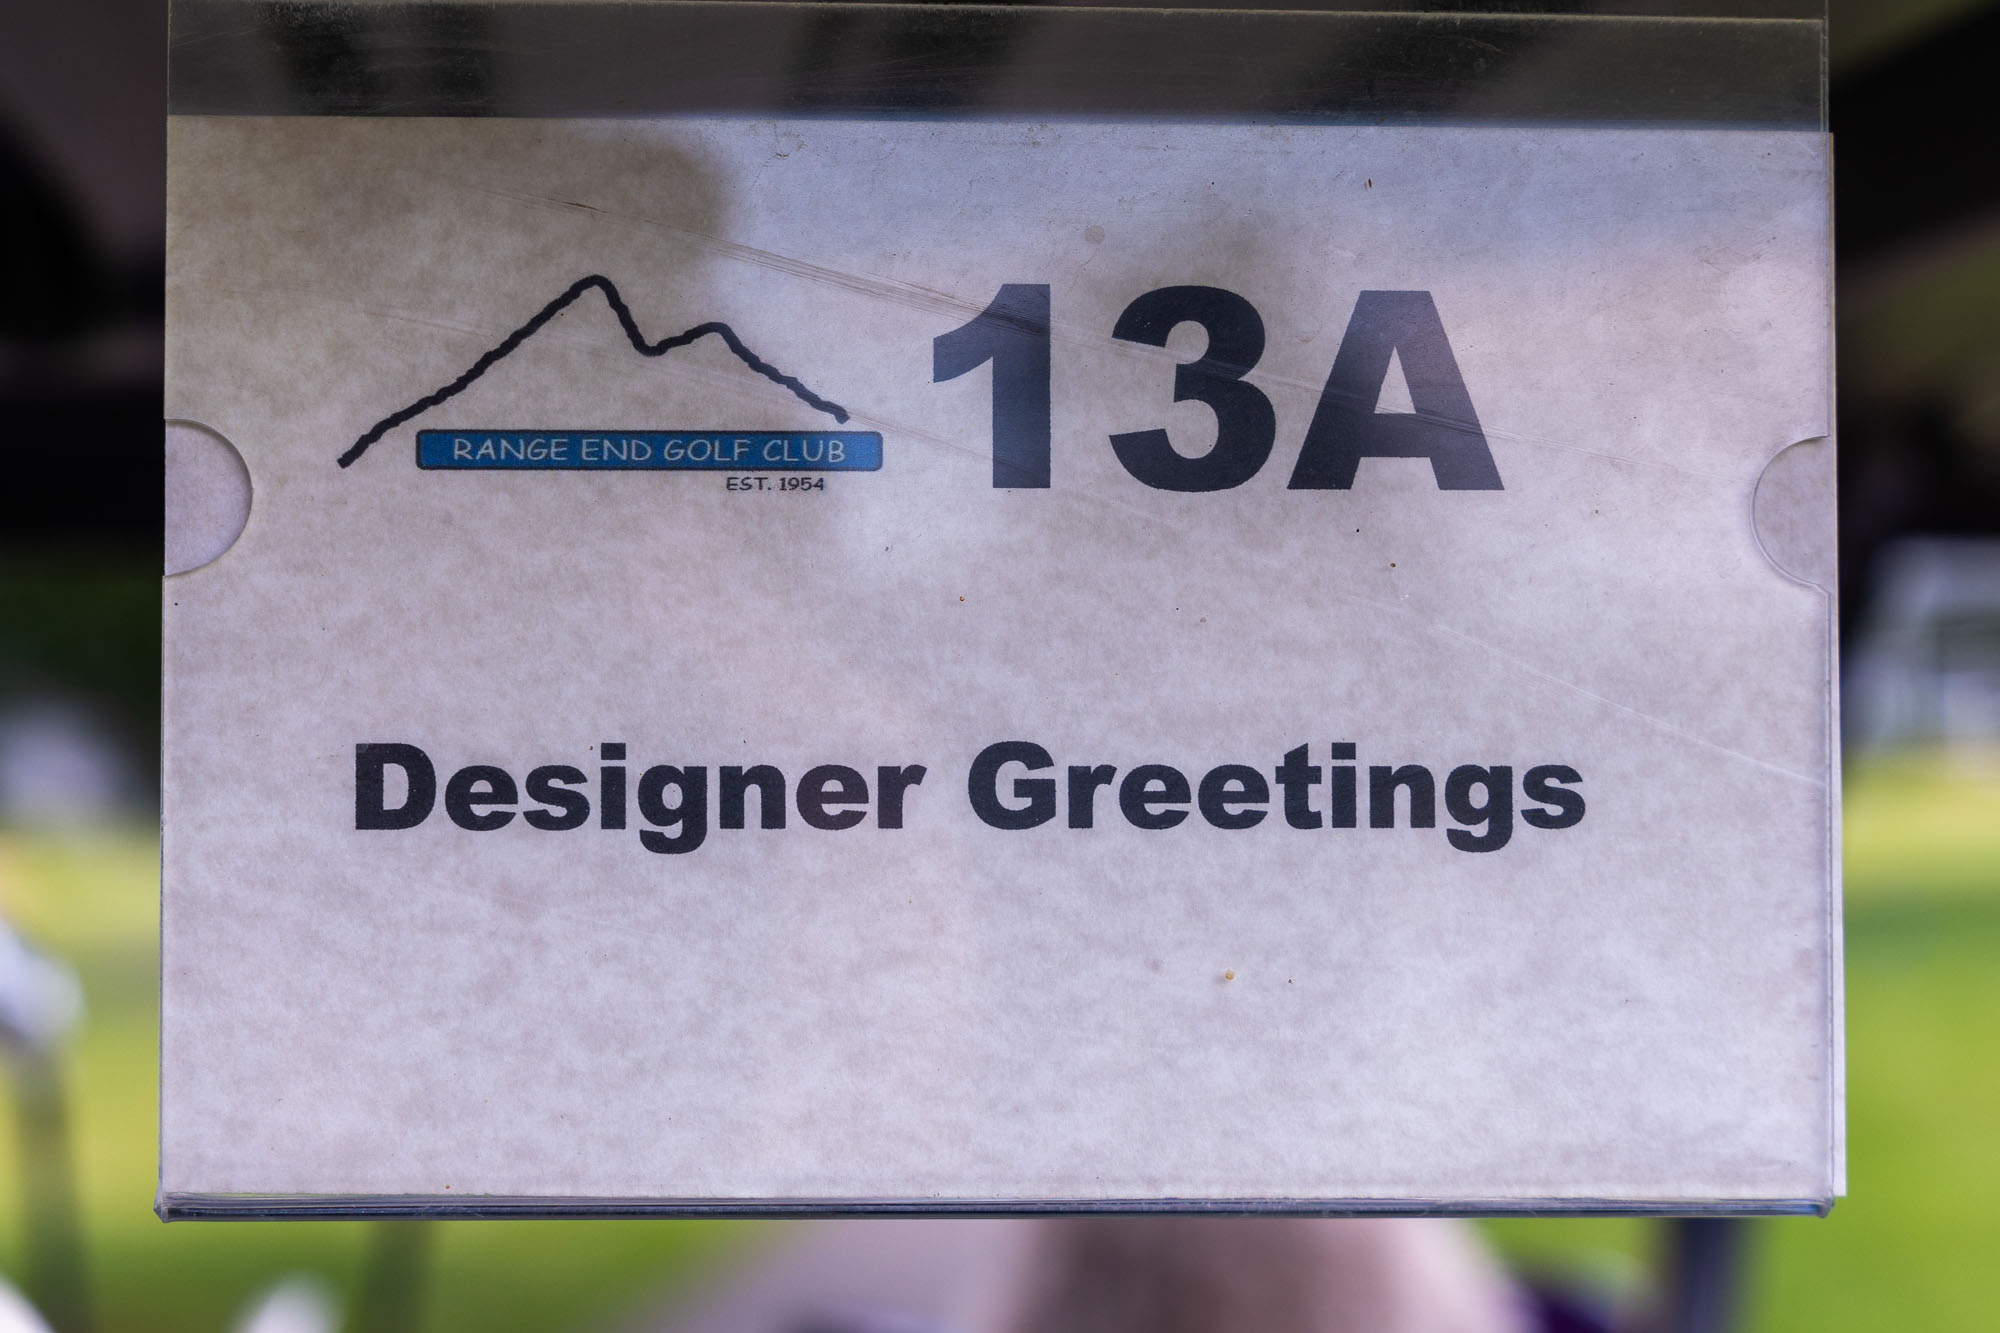 RANGE END GOLF CLUB
EST. 1954
13A
Designer Greetings